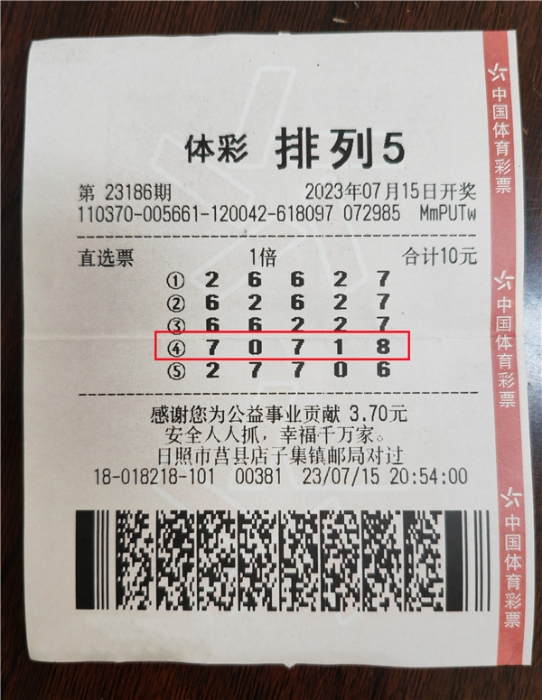 体彩 排列5
第 23186期 2023年07月15日开奖
110370-005661-120042-618097 072985 MmPUTw
直选票 1倍 合计10元
① 2 6 6 2 7
② 6 2 6 2 7
③ 6 6 2 2 7
④ 7 0 7 1 8
⑤ 2 7 7 0 6
感谢您为公益事业贡献 3.70元
安全人人抓，幸福千万家。
日照市莒县店子集镇邮局对过
18-018218-101 00381 23/07/15 20:54:00
中国体育彩票
中国体育彩票
中国体育彩票